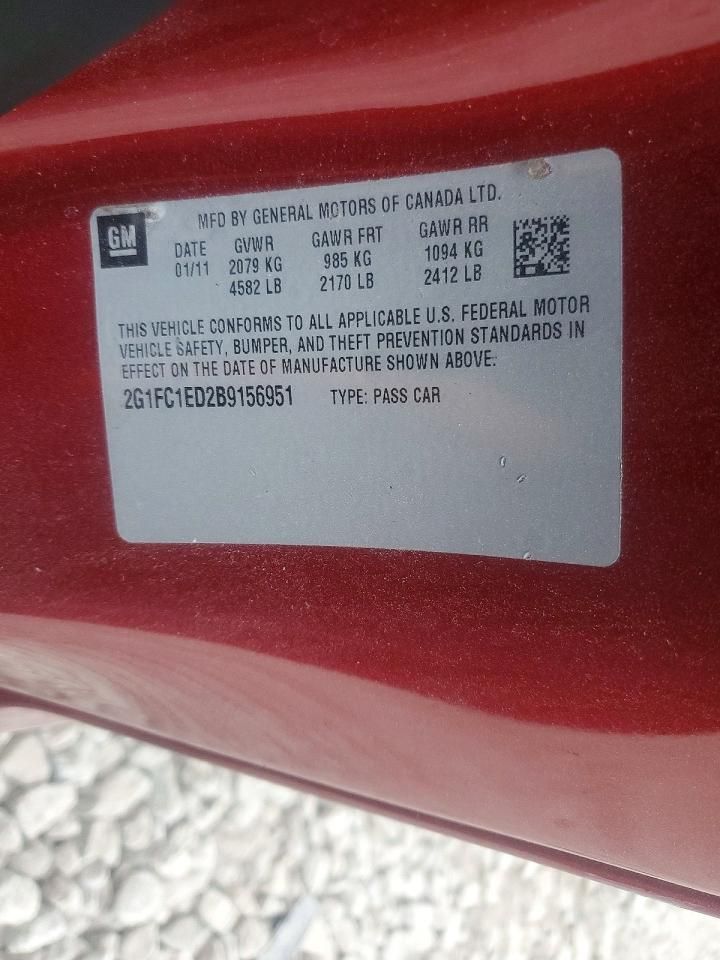 GM
MFD BY GENERAL MOTORS OF CANADA LTD.
DATE GVWR GAWR FRT GAWR RR
01/11 2079 KG 985 KG 1094 KG
4582 LB 2170 LB 2412 LB
THIS VEHICLE CONFORMS TO ALL APPLICABLE U.S. FEDERAL MOTOR
VEHICLE SAFETY, BUMPER, AND THEFT PREVENTION STANDARDS IN
EFFECT ON THE DATE OF MANUFACTURE SHOWN ABOVE.
2G1FC1ED2B9156951 TYPE: PASS CAR